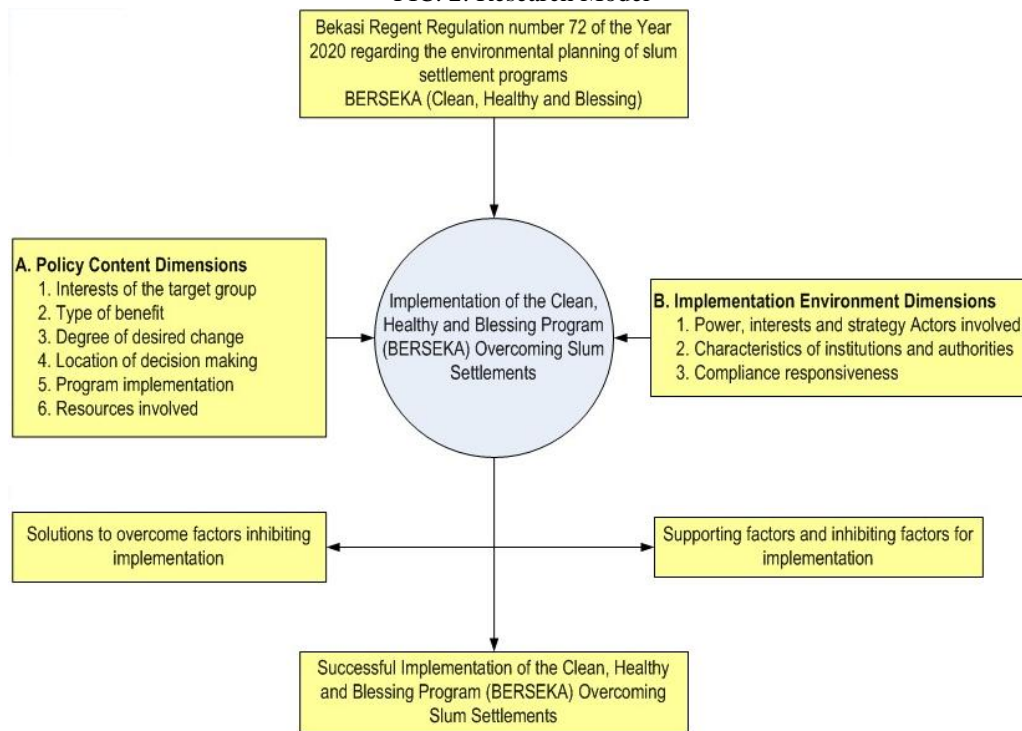 FIG. 2. Research Model
Bekasi Regent Regulation number 72 of the Year
2020 regarding the environmental planning of slum
settlement programs
BERSEKA (Clean, Healthy and Blessing)
A. Policy Content Dimensions
1. Interests of the target group
2. Type of benefit
3. Degree of desired change
4. Location of decision making
5. Program implementation
6. Resources involved
Implementation of the Clean,
Healthy and Blessing Program
(BERSEKA) Overcoming Slum
Settlements
B. Implementation Environment Dimensions
1. Power, interests and strategy Actors involved
2. Characteristics of institutions and authorities
3. Compliance responsiveness
Solutions to overcome factors inhibiting
implementation
Supporting factors and inhibiting factors for
implementation
Successful Implementation of the Clean, Healthy
and Blessing Program (BERSEKA) Overcoming
Slum Settlements